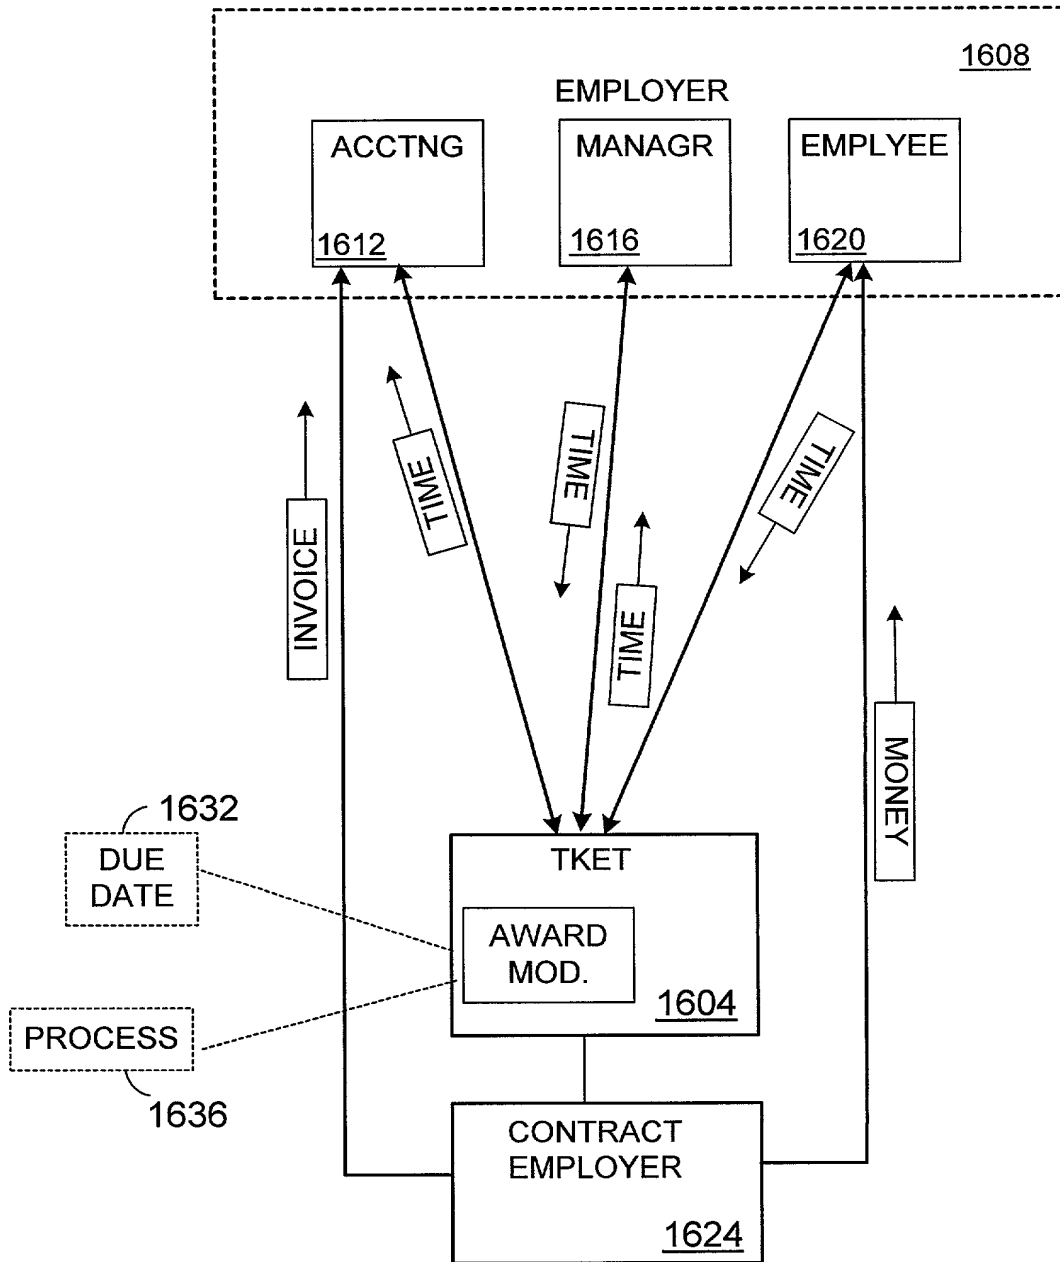 1608
EMPLOYER
ACCTNG
MANAGR
EMPLYEE
1612
1616
1620
TIME
TIME
TIME
INVOICE
TIME
MONEY
1632
DUE
DATE
TKET
AWARD
MOD.
1604
PROCESS
1636
CONTRACT
EMPLOYER
1624